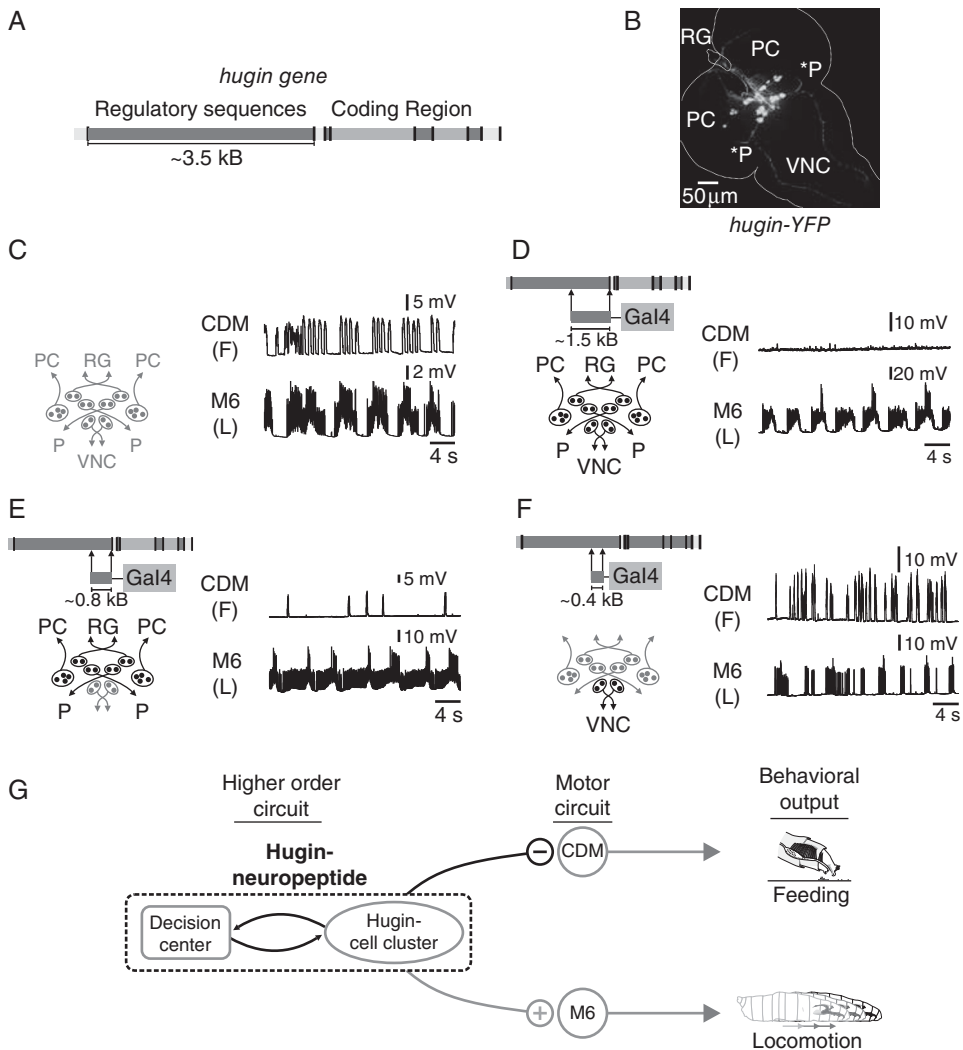 A
hugin gene
Regulatory sequences Coding Region
~3.5 kB
B
RG
PC
*P
PC
*P
VNC
50 µm
hugin-YFP
C
PC RG PC
P P
VNC
CDM
(F)
5 mV
M6
(L)
2 mV
4 s
D
Gal4
~1.5 kB
PC RG PC
P P
VNC
CDM
(F)
10 mV
M6
(L)
20 mV
4 s
E
Gal4
~0.8 kB
PC RG PC
P P
CDM
(F)
5 mV
M6
(L)
10 mV
4 s
F
Gal4
~0.4 kB
VNC
CDM
(F)
10 mV
M6
(L)
10 mV
4 s
G
Higher order
circuit
Motor
circuit
Behavioral
output
Hugin-
neuropeptide
Decision
center
Hugin-
cell cluster
−
CDM
Feeding
+
M6
Locomotion